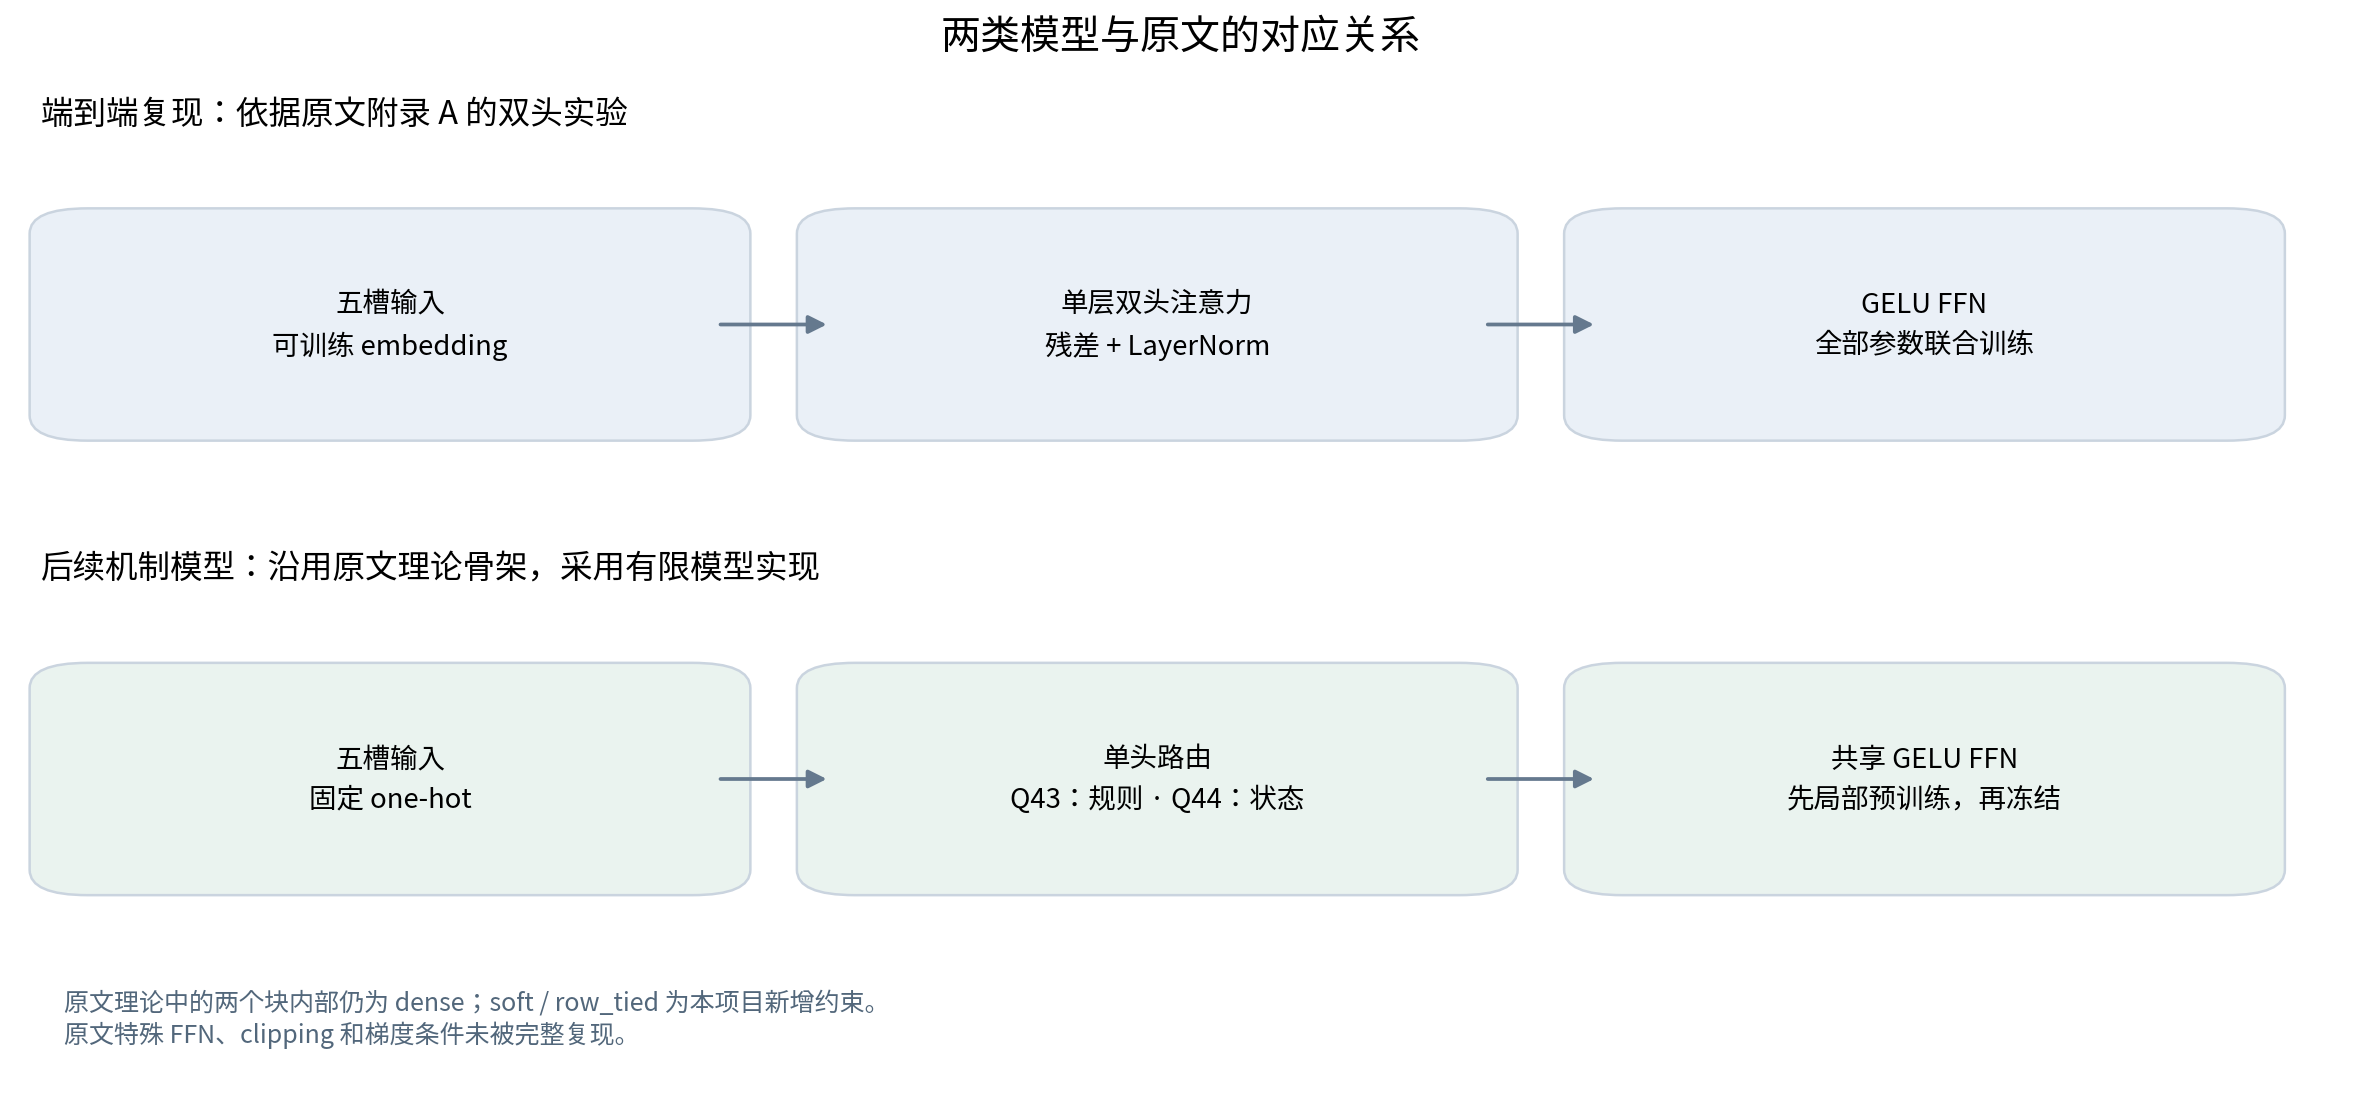 两类模型与原文的对应关系
端到端复现：依据原文附录 A 的双头实验
五槽输入
可训练 embedding
单层双头注意力
残差 + LayerNorm
GELU FFN
全部参数联合训练
后续机制模型：沿用原文理论骨架，采用有限模型实现
五槽输入
固定 one-hot
单头路由
Q43：规则 · Q44：状态
共享 GELU FFN
先局部预训练，再冻结
原文理论中的两个块内部仍为 dense；soft / row_tied 为本项目新增约束。
原文特殊 FFN、clipping 和梯度条件未被完整复现。